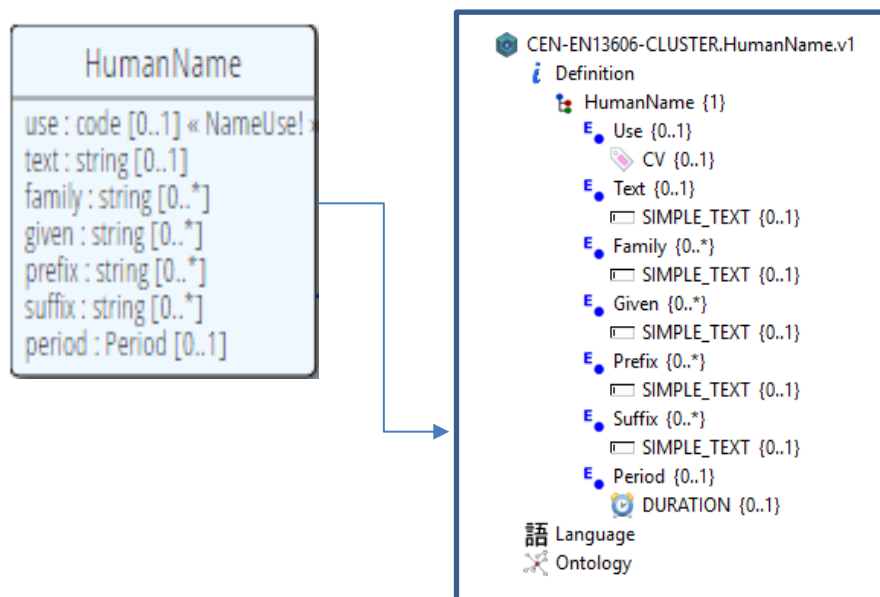 HumanName
use : code [0..1] « NameUse! »
text : string [0..1]
family : string [0..*]
given : string [0..*]
prefix : string [0..*]
suffix : string [0..*]
period : Period [0..1]
CEN-EN13606-CLUSTER.HumanName.v1
i Definition
HumanName {1}
E Use {0..1}
CV {0..1}
E Text {0..1}
SIMPLE_TEXT {0..1}
E Family {0..*}
SIMPLE_TEXT {0..1}
E Given {0..*}
SIMPLE_TEXT {0..1}
E Prefix {0..*}
SIMPLE_TEXT {0..1}
E Suffix {0..*}
SIMPLE_TEXT {0..1}
E Period {0..1}
DURATION {0..1}
語 Language
Ontology